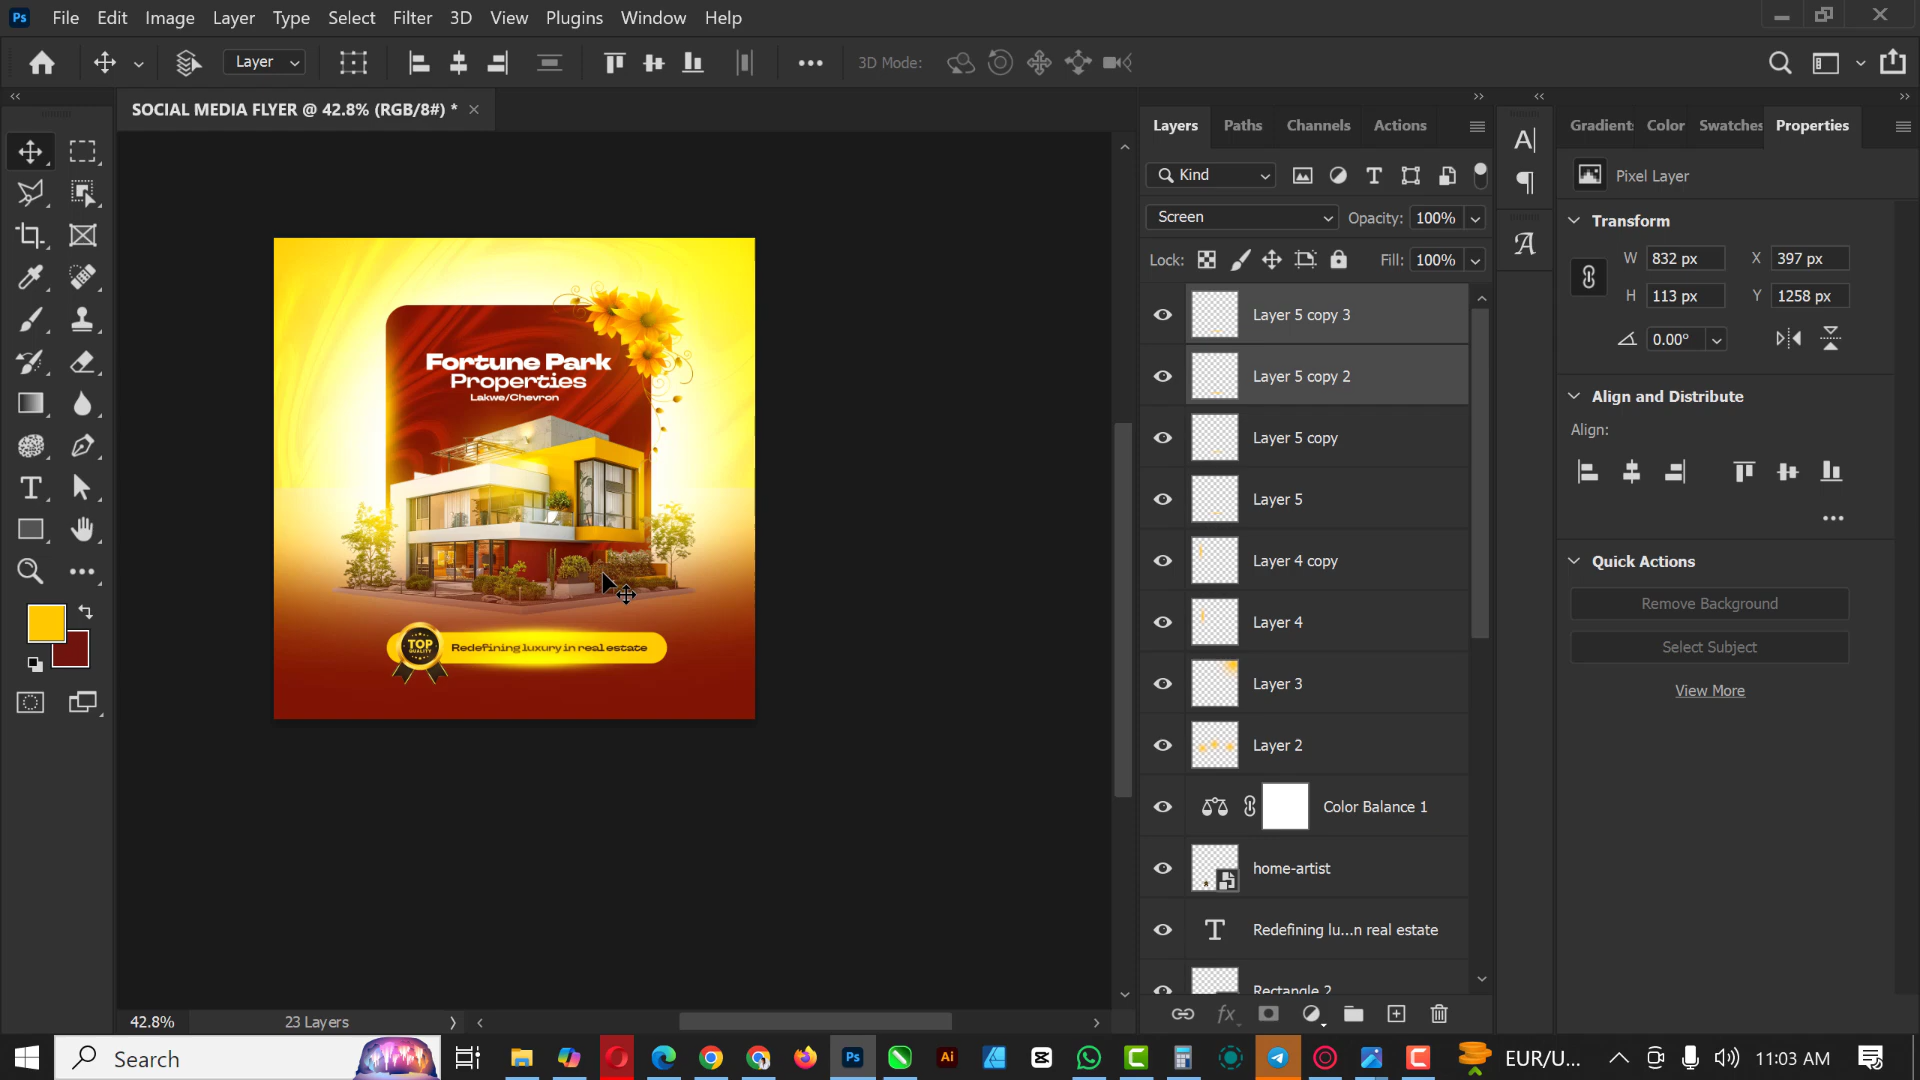 Ps File Edit Image Layer Type Select Filter 3D View Plugins Window Help
Layer 3D Mode:
SOCIAL MEDIA FLYER @ 42.8% (RGB/8#) *
Layers Paths Channels Actions
Color Swatches Properties
Kind
Pixel Layer
Screen Opacity: 100%
Transform
Lock: Fill: 100%
W 832 px X 397 px
H 113 px Y 1258 px
0.00°
Layer 5 copy 3
Layer 5 copy 2
Layer 5 copy
Layer 5
Layer 4 copy
Layer 4
Layer 3
Layer 2
Color Balance 1
home-artist
Redefining lu...n real estate
Rectangle 2
Align and Distribute
Align:
Quick Actions
Remove Background
Select Subject
View More
Fortune Park
Properties
Lakwe/Chevron
TOP
QUALITY
Redefining luxury in real estate
42.8% 23 Layers
Search Ps Ai EUR/U... 11:03 AM